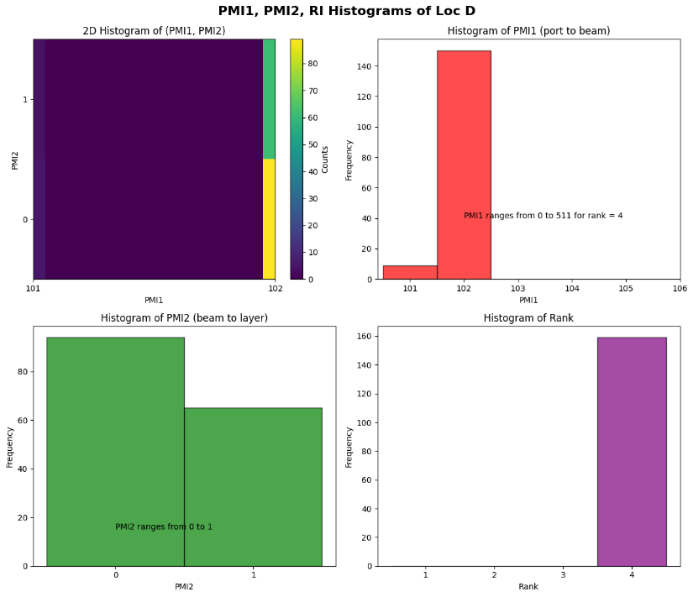 PMI1, PMI2, RI Histograms of Loc D
2D Histogram of (PMI1, PMI2)
PMI2
1
0
101
102
PMI1
80
70
60
50
40
30
20
10
0
Counts
Histogram of PMI1 (port to beam)
Frequency
140
120
100
80
60
40
20
0
PMI1 ranges from 0 to 511 for rank = 4
101
102
103
104
105
106
PMI1
Histogram of PMI2 (beam to layer)
Frequency
80
60
40
20
0
PMI2 ranges from 0 to 1
0
1
PMI2
Histogram of Rank
Frequency
160
140
120
100
80
60
40
20
0
1
2
3
4
Rank